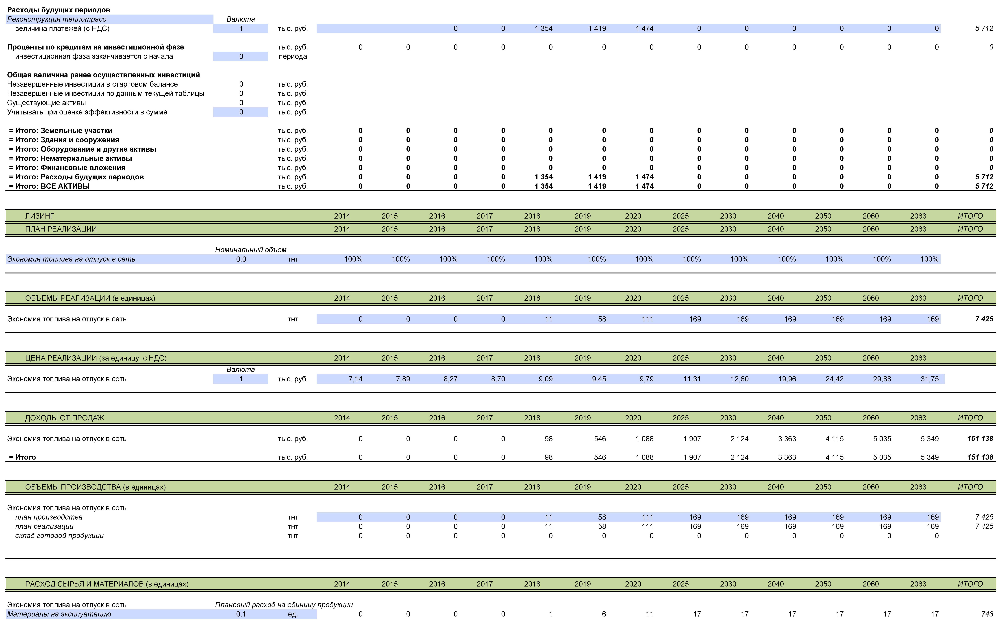 Расходы будущих периодов
Реконструкция теплотрасс Валюта
величина платежей (с НДС) 1 тыс. руб. 0 0 1 354 1 419 1 474 0 0 0 0 0 0 5 712
Проценты по кредитам на инвестиционной фазе тыс. руб. 0 0 0 0 0 0 0 0 0 0 0 0 0 0
инвестиционная фаза заканчивается с начала 0 периода
Общая величина ранее осуществленных инвестиций
Незавершенные инвестиции в стартовом балансе 0 тыс. руб.
Незавершенные инвестиции по данным текущей таблицы 0 тыс. руб.
Существующие активы 0 тыс. руб.
Учитывать при оценке эффективности в сумме 0 тыс. руб.
= Итого: Земельные участки тыс. руб. 0 0 0 0 0 0 0 0 0 0 0 0 0 0
= Итого: Здания и сооружения тыс. руб. 0 0 0 0 0 0 0 0 0 0 0 0 0 0
= Итого: Оборудование и другие активы тыс. руб. 0 0 0 0 0 0 0 0 0 0 0 0 0 0
= Итого: Нематериальные активы тыс. руб. 0 0 0 0 0 0 0 0 0 0 0 0 0 0
= Итого: Финансовые вложения тыс. руб. 0 0 0 0 0 0 0 0 0 0 0 0 0 0
= Итого: Расходы будущих периодов тыс. руб. 0 0 0 0 1 354 1 419 1 474 0 0 0 0 0 0 5 712
= Итого: ВСЕ АКТИВЫ тыс. руб. 0 0 0 0 1 354 1 419 1 474 0 0 0 0 0 0 5 712
ЛИЗИНГ 2014 2015 2016 2017 2018 2019 2020 2025 2030 2040 2050 2060 2063 ИТОГО
ПЛАН РЕАЛИЗАЦИИ 2014 2015 2016 2017 2018 2019 2020 2025 2030 2040 2050 2060 2063 ИТОГО
Номинальный объем
Экономия топлива на отпуск в сеть 0,0 тнт 100% 100% 100% 100% 100% 100% 100% 100% 100% 100% 100% 100% 100%
ОБЪЕМЫ РЕАЛИЗАЦИИ (в единицах) 2014 2015 2016 2017 2018 2019 2020 2025 2030 2040 2050 2060 2063 ИТОГО
Экономия топлива на отпуск в сеть тнт 0 0 0 0 11 58 111 169 169 169 169 169 169 7 425
ЦЕНА РЕАЛИЗАЦИИ (за единицу, с НДС) 2014 2015 2016 2017 2018 2019 2020 2025 2030 2040 2050 2060 2063
Валюта
Экономия топлива на отпуск в сеть 1 тыс. руб. 7,14 7,89 8,27 8,70 9,09 9,45 9,79 11,31 12,60 19,96 24,42 29,88 31,75
ДОХОДЫ ОТ ПРОДАЖ 2014 2015 2016 2017 2018 2019 2020 2025 2030 2040 2050 2060 2063 ИТОГО
Экономия топлива на отпуск в сеть тыс. руб. 0 0 0 0 98 546 1 088 1 907 2 124 3 363 4 115 5 035 5 349 151 138
= Итого тыс. руб. 0 0 0 0 98 546 1 088 1 907 2 124 3 363 4 115 5 035 5 349 151 138
ОБЪЕМЫ ПРОИЗВОДСТВА (в единицах) 2014 2015 2016 2017 2018 2019 2020 2025 2030 2040 2050 2060 2063 ИТОГО
Экономия топлива на отпуск в сеть
план производства тнт 0 0 0 0 11 58 111 169 169 169 169 169 169 7 425
план реализации тнт 0 0 0 0 11 58 111 169 169 169 169 169 169 7 425
склад готовой продукции тнт 0 0 0 0 0 0 0 0 0 0 0 0 0
РАСХОД СЫРЬЯ И МАТЕРИАЛОВ (в единицах) 2014 2015 2016 2017 2018 2019 2020 2025 2030 2040 2050 2060 2063 ИТОГО
Экономия топлива на отпуск в сеть Плановый расход на единицу продукции
Материалы на эксплуатацию 0,1 ед. 0 0 0 0 1 6 11 17 17 17 17 17 17 743